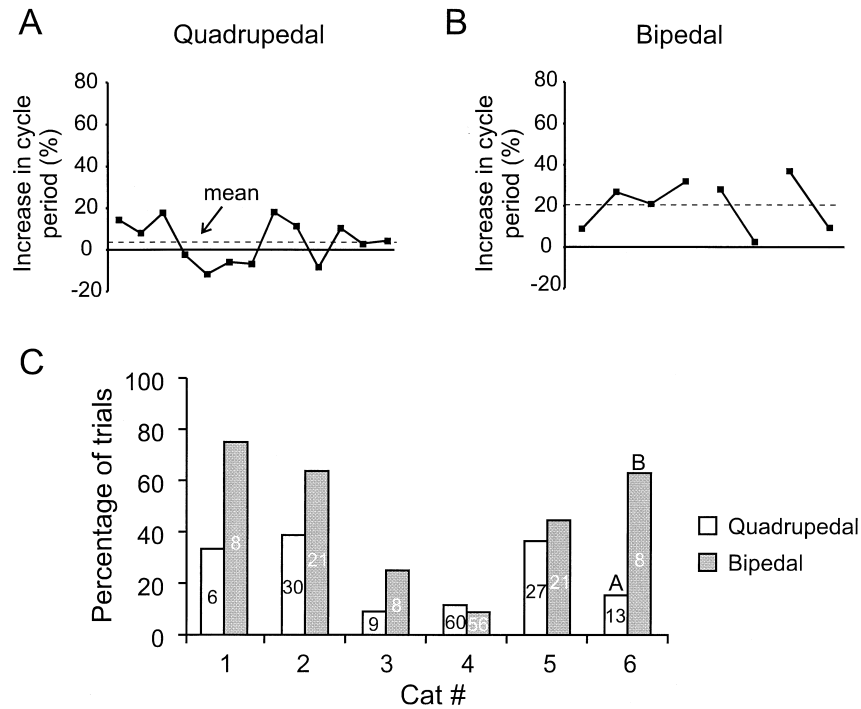 A
Quadrupedal
B
Bipedal
Increase in cycle
period (%)
80
60
40
20
0
-20
mean
Increase in cycle
period (%)
80
60
40
20
0
-20
C
Percentage of trials
100
80
60
40
20
0
6
8
30
21
9
8
60
56
27
21
A
13
B
8
1 2 3 4 5 6
Cat #
Quadrupedal
Bipedal